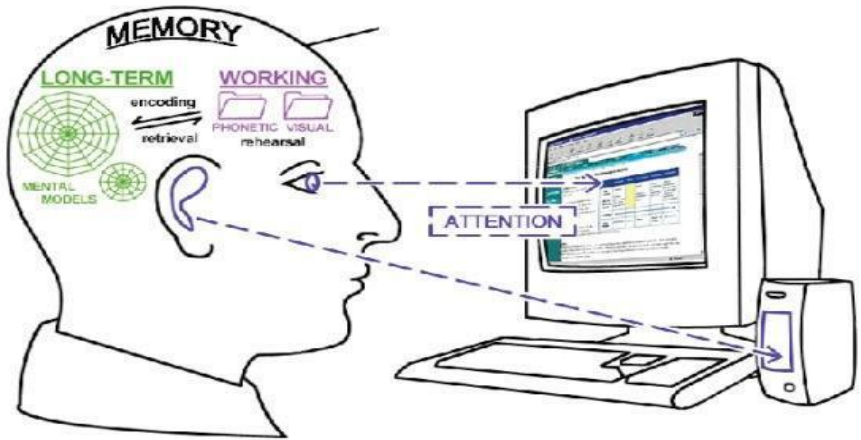 MEMORY
LONG-TERM
WORKING
encoding
retrieval
PHONETIC VISUAL
rehearsal
MENTAL
MODELS
ATTENTION